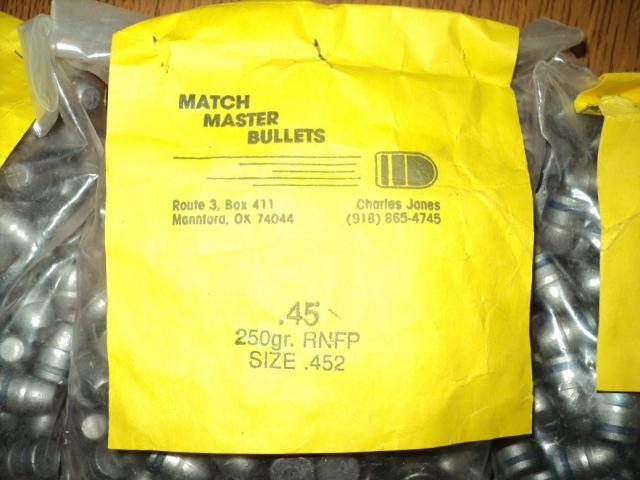 MATCH
MASTER
BULLETS
Route 3, Box 411
Mannford, OK 74044
Charles Jones
(918) 865-4745
.45
250gr. RNFP
SIZE .452